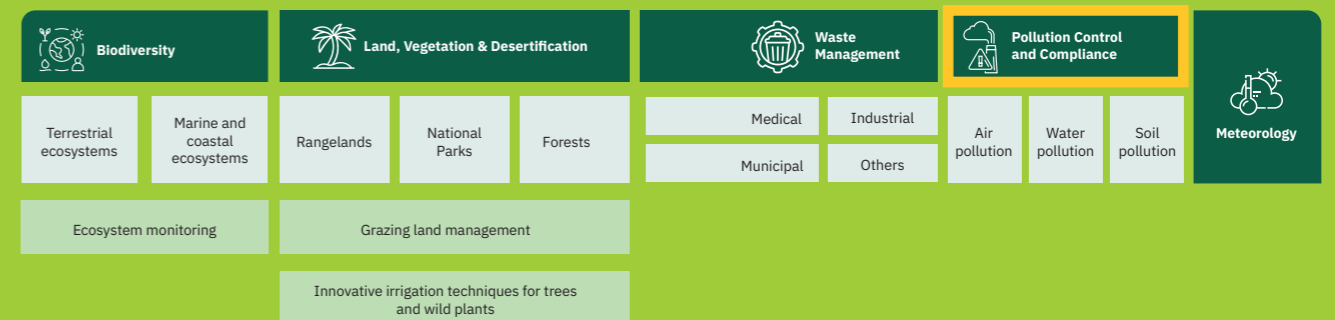 Biodiversity
Land, Vegetation & Desertification
Waste
Management
Pollution Control
and Compliance
Meteorology
Terrestrial
ecosystems
Marine and
coastal
ecosystems
Rangelands
National
Parks
Forests
Medical
Industrial
Municipal
Others
Air
pollution
Water
pollution
Soil
pollution
Ecosystem monitoring
Grazing land management
Innovative irrigation techniques for trees
and wild plants